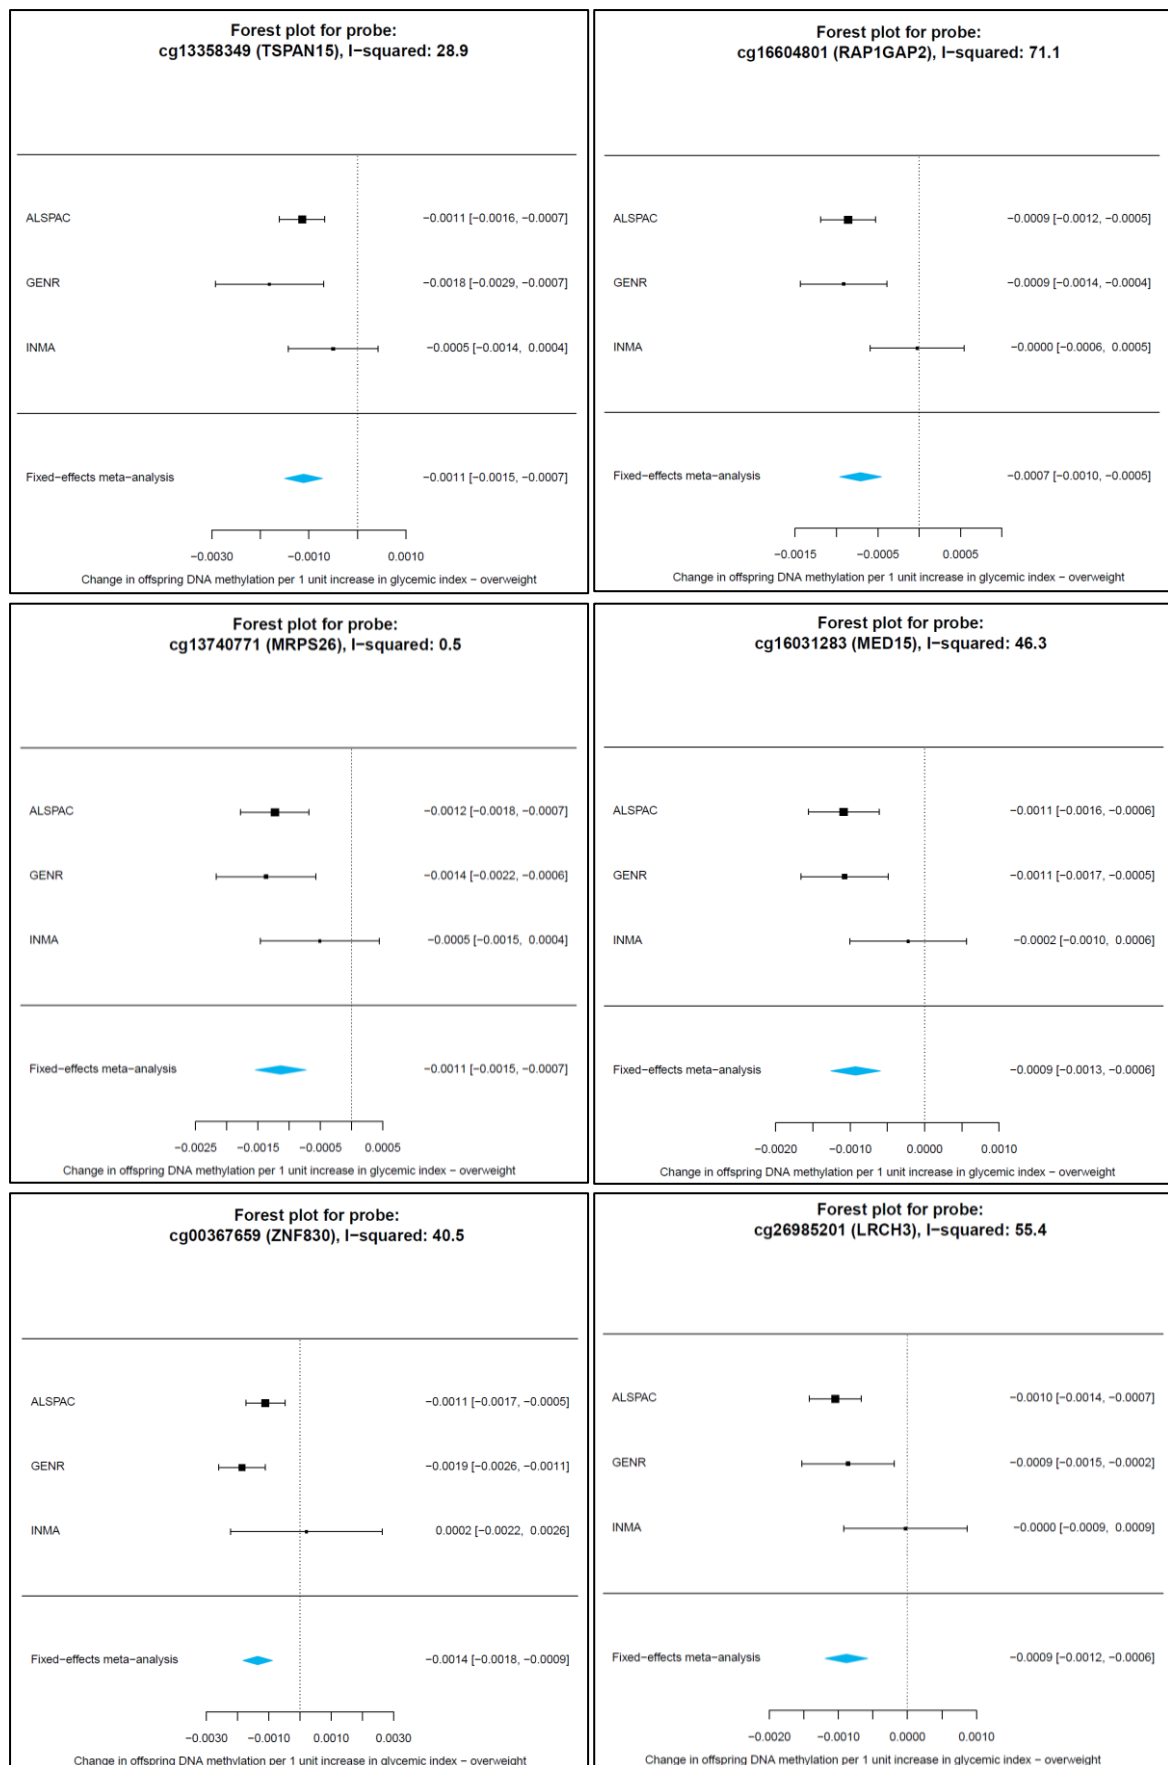 Forest plot for probe:
cg13358349 (TSPAN15), I−squared: 28.9
ALSPAC −0.0011 [−0.0016, −0.0007]
GENR −0.0018 [−0.0029, −0.0007]
INMA −0.0005 [−0.0014, 0.0004]
Fixed−effects meta−analysis −0.0011 [−0.0015, −0.0007]
−0.0030 −0.0010 0.0010
Change in offspring DNA methylation per 1 unit increase in glycemic index − overweight
Forest plot for probe:
cg16604801 (RAP1GAP2), I−squared: 71.1
ALSPAC −0.0009 [−0.0012, −0.0005]
GENR −0.0009 [−0.0014, −0.0004]
INMA −0.0000 [−0.0006, 0.0005]
Fixed−effects meta−analysis −0.0007 [−0.0010, −0.0005]
−0.0015 −0.0005 0.0005
Change in offspring DNA methylation per 1 unit increase in glycemic index − overweight
Forest plot for probe:
cg13740771 (MRPS26), I−squared: 0.5
ALSPAC −0.0012 [−0.0018, −0.0007]
GENR −0.0014 [−0.0022, −0.0006]
INMA −0.0005 [−0.0015, 0.0004]
Fixed−effects meta−analysis −0.0011 [−0.0015, −0.0007]
−0.0025 −0.0015 −0.0005 0.0005
Change in offspring DNA methylation per 1 unit increase in glycemic index − overweight
Forest plot for probe:
cg16031283 (MED15), I−squared: 46.3
ALSPAC −0.0011 [−0.0016, −0.0006]
GENR −0.0011 [−0.0017, −0.0005]
INMA −0.0002 [−0.0010, 0.0006]
Fixed−effects meta−analysis −0.0009 [−0.0013, −0.0006]
−0.0020 −0.0010 0.0000 0.0010
Change in offspring DNA methylation per 1 unit increase in glycemic index − overweight
Forest plot for probe:
cg00367659 (ZNF830), I−squared: 40.5
ALSPAC −0.0011 [−0.0017, −0.0005]
GENR −0.0019 [−0.0026, −0.0011]
INMA 0.0002 [−0.0022, 0.0026]
Fixed−effects meta−analysis −0.0014 [−0.0018, −0.0009]
−0.0030 −0.0010 0.0010 0.0030
Change in offspring DNA methylation per 1 unit increase in glycemic index − overweight
Forest plot for probe:
cg26985201 (LRCH3), I−squared: 55.4
ALSPAC −0.0010 [−0.0014, −0.0007]
GENR −0.0009 [−0.0015, −0.0002]
INMA −0.0000 [−0.0009, 0.0009]
Fixed−effects meta−analysis −0.0009 [−0.0012, −0.0006]
−0.0020 −0.0010 0.0000 0.0010
Change in offspring DNA methylation per 1 unit increase in glycemic index − overweight